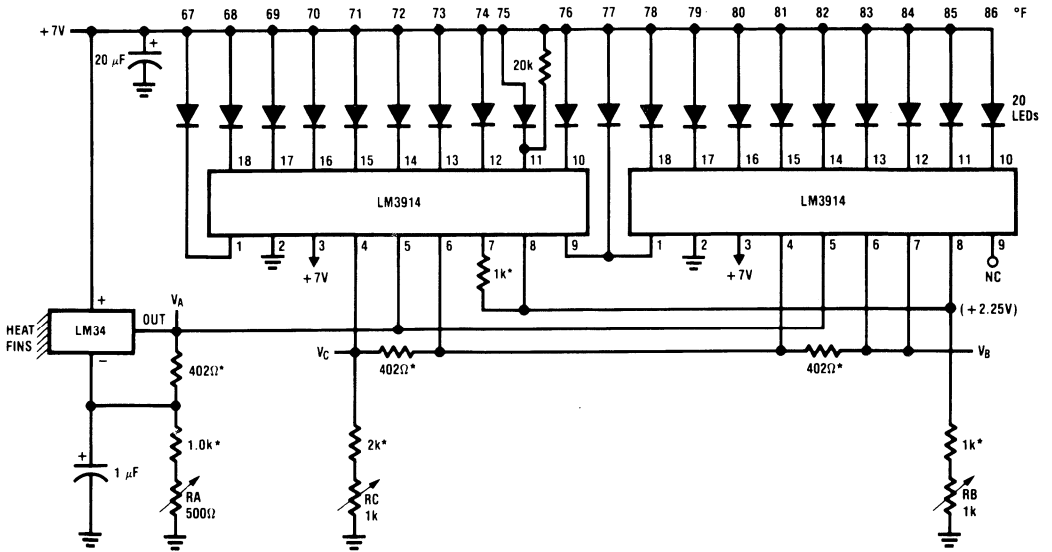 67 68 69 70 71 72 73 74 75 76 77 78 79 80 81 82 83 84 85 86 °F
+7V
20 μF
20k
20
LEDs
18 17 16 15 14 13 12 11 10
18 17 16 15 14 13 12 11 10
LM3914
LM3914
1 2 3 4 5 6 7 8 9
1 2 3 4 5 6 7 8 9
+7V
1k*
+7V
NC
+
VA
OUT
(+2.25V)
HEAT
FINS
LM34
−
VC
402Ω*
402Ω*
VB
402Ω*
+
1 μF
1.0k*
2k*
1k*
RA
500Ω
RC
1k
RB
1k